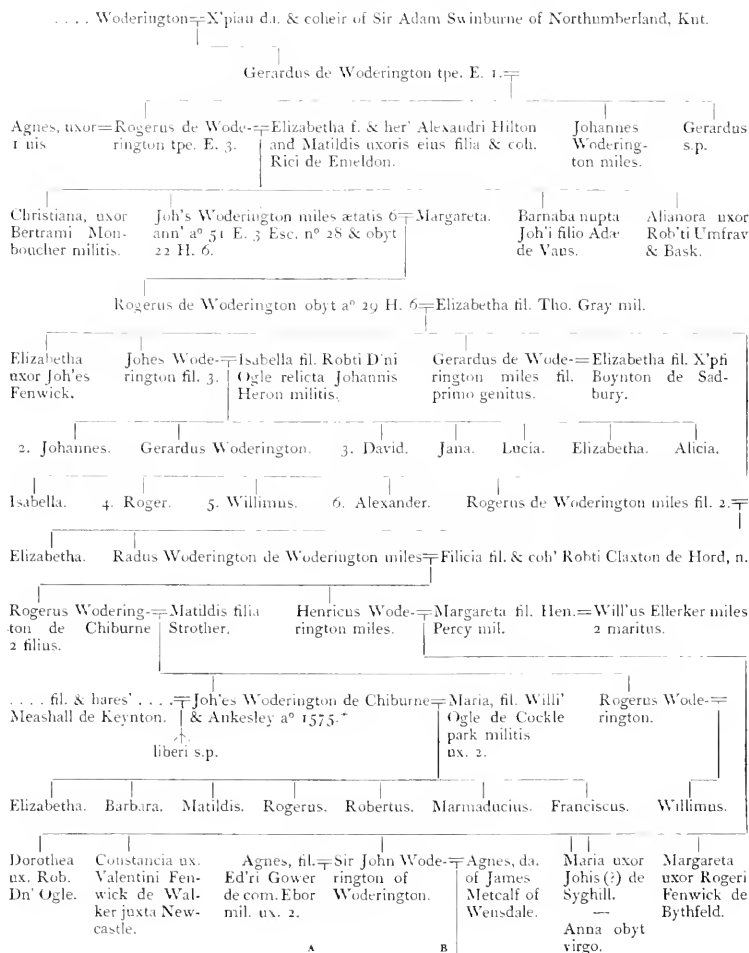 . . . . Woderington=X'pian d.r. & coheir of Sir Adam Swinburne of Northumberland, Knt.
Gerardus de Woderington tpe. E. 1.=
Agnes, uxor=Rogerus de Wode-=Elizabetha f. & her' Alexandri Hilton Johannes Gerardus
1 uis rington tpe. E. 3. and Matildis uxoris eius filia & coh. Wodering- s.p.
Rici de Emeldon. ton miles.
Christiana, uxor Joh's Woderington miles ætatis 6=Margareta. Barnaba nupta Alianora uxor
Bertrami Mon- ann' aº 51 E. 3 Esc. nº 28 & obyt Joh'i filio Adæ Rob'ti Umfrav
boucher militis. 22 H. 6. de Vaus. & Bask.
Rogerus de Woderington obyt aº 29 H. 6=Elizabetha fil. Tho. Gray mil.
Elizabetha Johes Wode-=Isabella fil. Robti D'ni Gerardus de Wode-=Elizabetha fil. X'pfi
uxor Joh'es rington fil. 3. Ogle relicta Johannis rington miles fil. Boynton de Sad-
Fenwick. Heron militis. primo genitus. bury.
2. Johannes. Gerardus Woderington. 3. David. Jana. Lucia. Elizabetha. Alicia.
Isabella. 4. Roger. 5. Willimus. 6. Alexander. Rogerus de Woderington miles fil. 2.=
Elizabetha. Radus Woderington de Woderington miles=Filicia fil. & coh' Robti Claxton de Hord, n.
Rogerus Wodering-=Matildis filia Henricus Wode-=Margareta fil. Hen.=Will'us Ellerker miles
ton de Chiburne Strother. rington miles. Percy mil. 2 maritus.
2 filius.
. . . . fil. & hares' . . . .=Joh'es Woderington de Chiburne=Maria, fil. Willi' Rogerus Wode-=
Meashall de Keynton. & Ankesley aº 1575.* Ogle de Cockle rington.
park militis
liberi s.p. ux. 2.
Elizabetha. Barbara. Matildis. Rogerus. Robertus. Marmaducius. Franciscus. Willimus.
Dorothea Constancia ux. Agnes, fil.=Sir John Wode-=Agnes, da. Maria uxor Margareta
ux. Rob. Valentini Fen- Ed'ri Gower rington of of James Johis (?) de uxor Rogeri
Dn' Ogle. wick de Wal- de com. Ebor Woderington. Metcalf of Syghill. Fenwick de
ker juxta New- mil. ux. 2. Wensdale. — Bythfeld.
castle. Anna obyt
A B virgo.